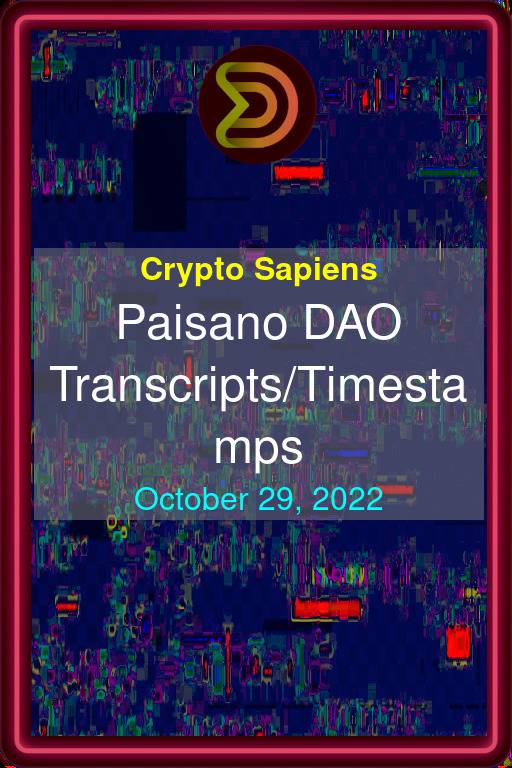 Crypto Sapiens
Paisano DAO
Transcripts/Timesta
mps
October 29, 2022